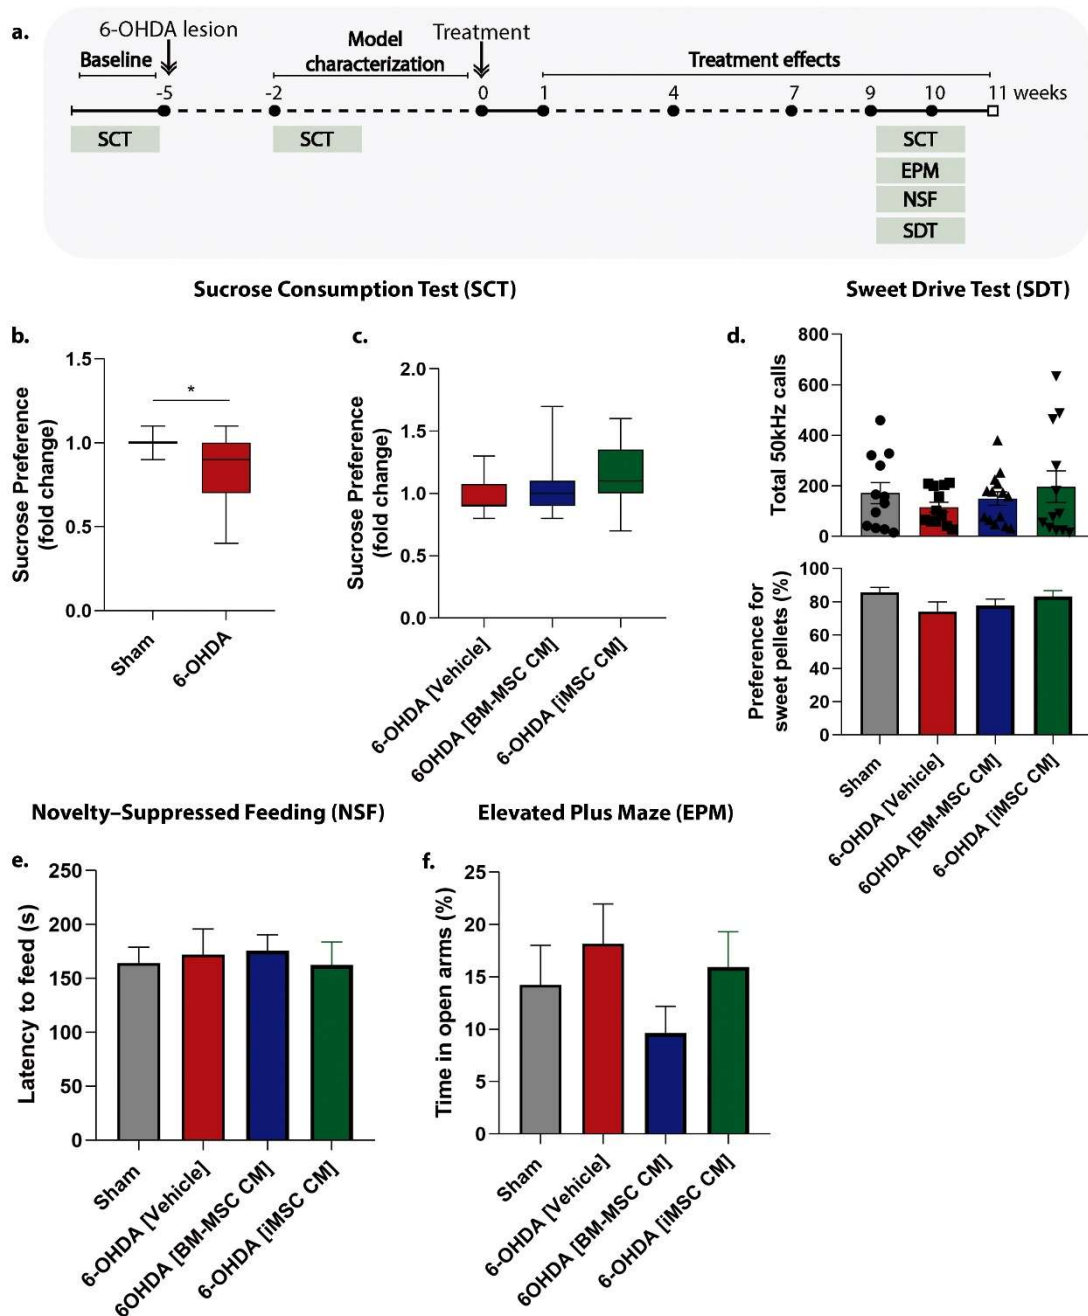 a.
6-OHDA lesion
Treatment
Baseline
Model
characterization
Treatment effects
-5
-2
0
1
4
7
9
10
11 weeks
SCT
SCT
SCT
EPM
NSF
SDT
Sucrose Consumption Test (SCT)
Sweet Drive Test (SDT)
b.
Sucrose Preference
(fold change)
1.5
1.0
0.5
0.0
*
Sham
6-OHDA
c.
Sucrose Preference
(fold change)
2.0
1.5
1.0
0.5
0.0
6-OHDA [Vehicle]
6OHDA [BM-MSC CM]
6-OHDA [iMSC CM]
d.
Total 50kHz calls
800
600
400
200
0
Preference for
sweet pellets (%)
100
80
60
40
20
0
Sham
6-OHDA [Vehicle]
6OHDA [BM-MSC CM]
6-OHDA [iMSC CM]
Novelty–Suppressed Feeding (NSF)
Elevated Plus Maze (EPM)
e.
Latency to feed (s)
250
200
150
100
50
0
Sham
6-OHDA [Vehicle]
6OHDA [BM-MSC CM]
6-OHDA [iMSC CM]
f.
Time in open arms (%)
25
20
15
10
5
0
Sham
6-OHDA [Vehicle]
6OHDA [BM-MSC CM]
6-OHDA [iMSC CM]